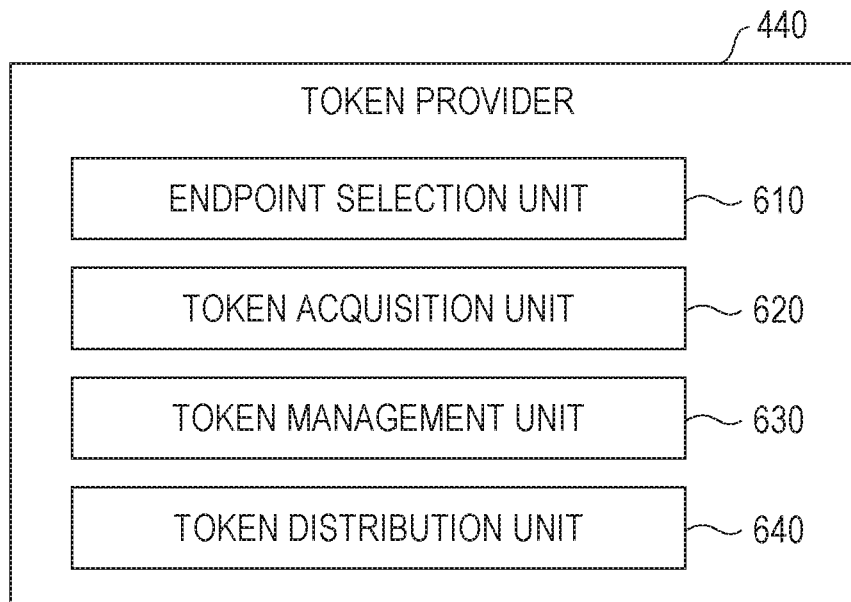 440
TOKEN PROVIDER
ENDPOINT SELECTION UNIT 610
TOKEN ACQUISITION UNIT 620
TOKEN MANAGEMENT UNIT 630
TOKEN DISTRIBUTION UNIT 640